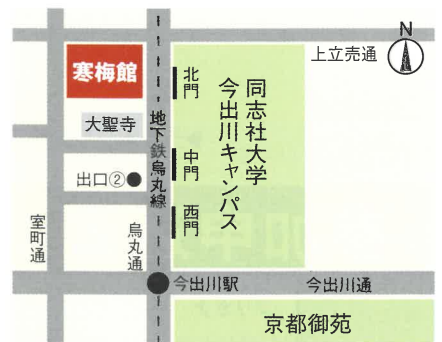 N
上立売通
寒梅館
北門
同志社大学
今出川キャンパス
大聖寺
地下鉄烏丸線
中門
出口②
西門
室町通
烏丸通
今出川駅
今出川通
京都御苑